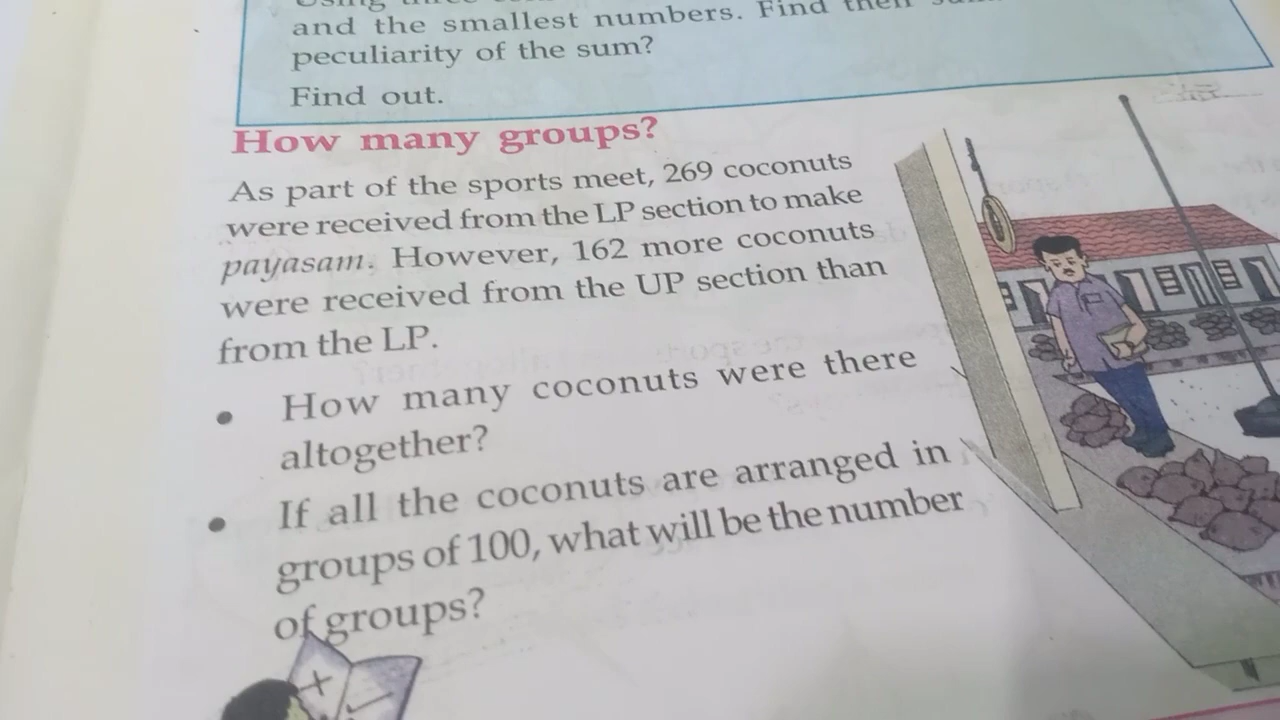 Using three
and the smallest numbers. Find their
peculiarity of the sum?
Find out.
How many groups?
As part of the sports meet, 269 coconuts
were received from the LP section to make
payasam. However, 162 more coconuts
were received from the UP section than
from the LP.
• How many coconuts were there
altogether?
• If all the coconuts are arranged in
groups of 100, what will be the number
of groups?